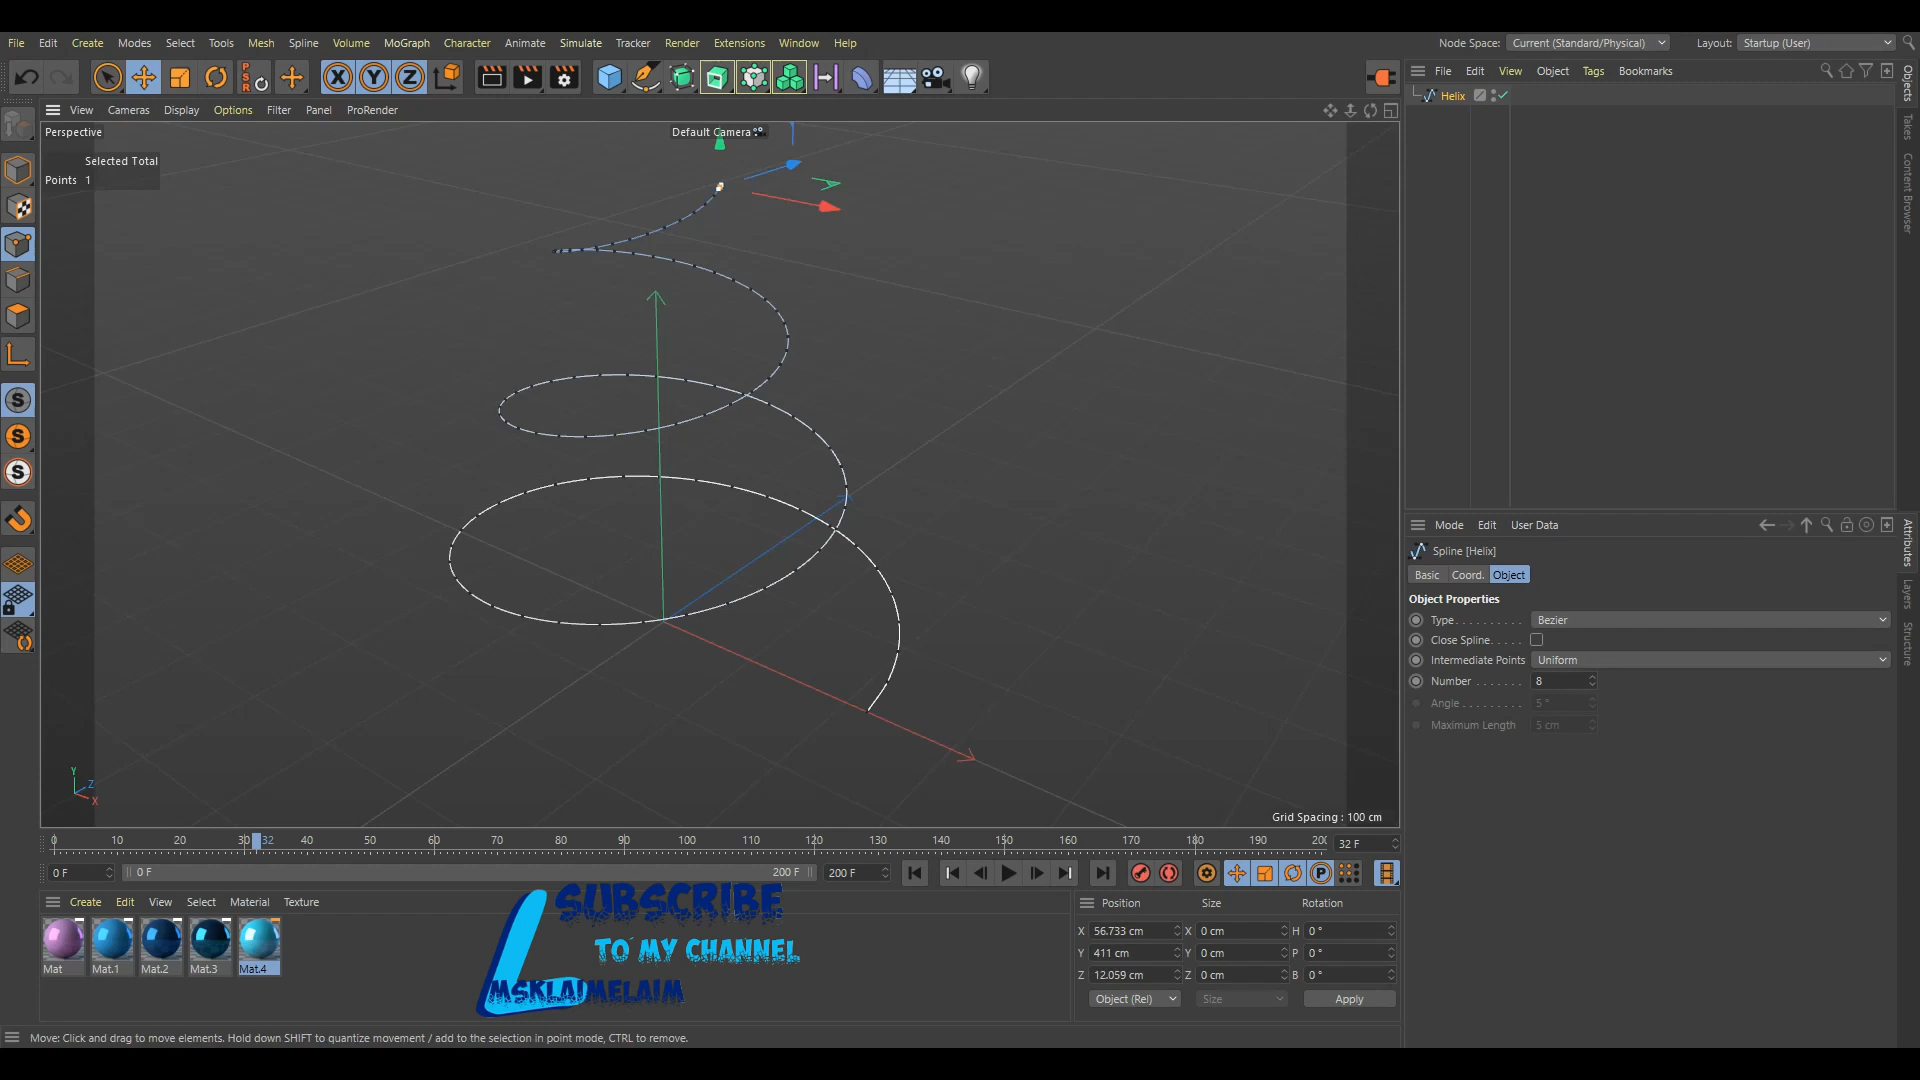 File Edit Create Modes Select Tools Mesh Spline Volume MoGraph Character Animate Simulate Tracker Render Extensions Window Help
Node Space: Current (Standard/Physical) Layout: Startup (User)
PSR X Y Z
File Edit View Object Tags Bookmarks
Objects
Takes
Content Browser
Helix
View Cameras Display Options Filter Panel ProRender
Perspective
Default Camera
Selected Total
Points 1
Y
Z
X
Grid Spacing : 100 cm
Mode Edit User Data
Attributes
Layers
Structure
Spline [Helix]
Basic Coord. Object
Object Properties
Type . . . . . . . . . . Bezier
Close Spline. . . . .
Intermediate Points Uniform
Number . . . . . . . 8
Angle . . . . . . . . . 5 °
Maximum Length 5 cm
0 10 20 30 32 40 50 60 70 80 90 100 110 120 130 140 150 160 170 180 190 200 32 F
0 F 0 F 200 F 200 F
Create Edit View Select Material Texture
Mat Mat.1 Mat.2 Mat.3 Mat.4
SUBSCRIBE
TO MY CHANNEL
MSKLAIMELAIM
Position Size Rotation
X 56.733 cm X 0 cm H 0 °
Y 411 cm Y 0 cm P 0 °
Z 12.059 cm Z 0 cm B 0 °
Object (Rel) Size Apply
Move: Click and drag to move elements. Hold down SHIFT to quantize movement / add to the selection in point mode, CTRL to remove.